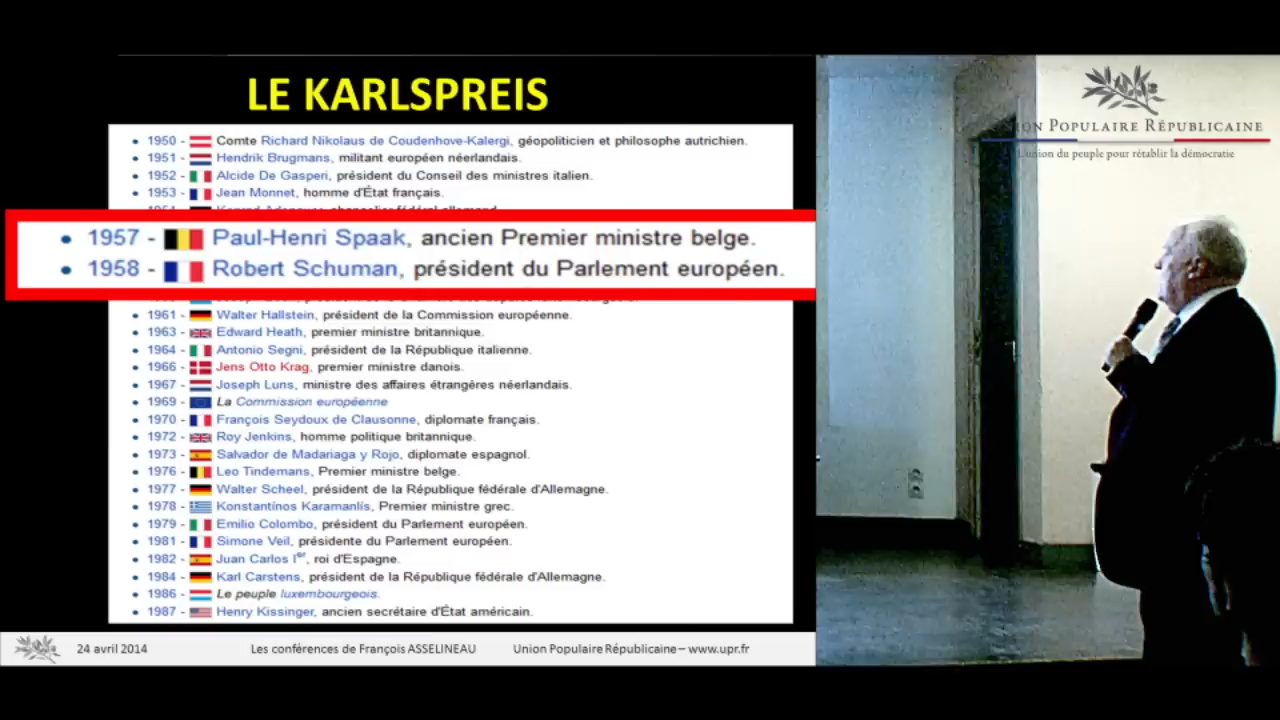 LE KARLSPREIS
• 1950 - Comte Richard Nikolaus de Coudenhove-Kalergi, géopoliticien et philosophe autrichien.
• 1951 - Hendrik Brugmans, militant européen néerlandais.
• 1952 - Alcide De Gasperi, président du Conseil des ministres italien.
• 1953 - Jean Monnet, homme d'État français.
• 1957 - Paul-Henri Spaak, ancien Premier ministre belge.
• 1958 - Robert Schuman, président du Parlement européen.
• 1961 - Walter Hallstein, président de la Commission européenne.
• 1963 - Edward Heath, premier ministre britannique.
• 1964 - Antonio Segni, président de la République italienne.
• 1966 - Jens Otto Krag, premier ministre danois.
• 1967 - Joseph Luns, ministre des affaires étrangères néerlandais.
• 1969 - La Commission européenne
• 1970 - François Seydoux de Clausonne, diplomate français.
• 1972 - Roy Jenkins, homme politique britannique.
• 1973 - Salvador de Madariaga y Rojo, diplomate espagnol.
• 1976 - Leo Tindemans, Premier ministre belge.
• 1977 - Walter Scheel, président de la République fédérale d'Allemagne.
• 1978 - Konstantínos Karamanlís, Premier ministre grec.
• 1979 - Emilio Colombo, président du Parlement européen.
• 1981 - Simone Veil, présidente du Parlement européen.
• 1982 - Juan Carlos Ier, roi d'Espagne.
• 1984 - Karl Carstens, président de la République fédérale d'Allemagne.
• 1986 - Le peuple luxembourgeois.
• 1987 - Henry Kissinger, ancien secrétaire d'État américain.
24 avril 2014 Les conférences de François ASSELINEAU Union Populaire Républicaine – www.upr.fr
UNION POPULAIRE RÉPUBLICAINE
L'union du peuple pour rétablir la démocratie